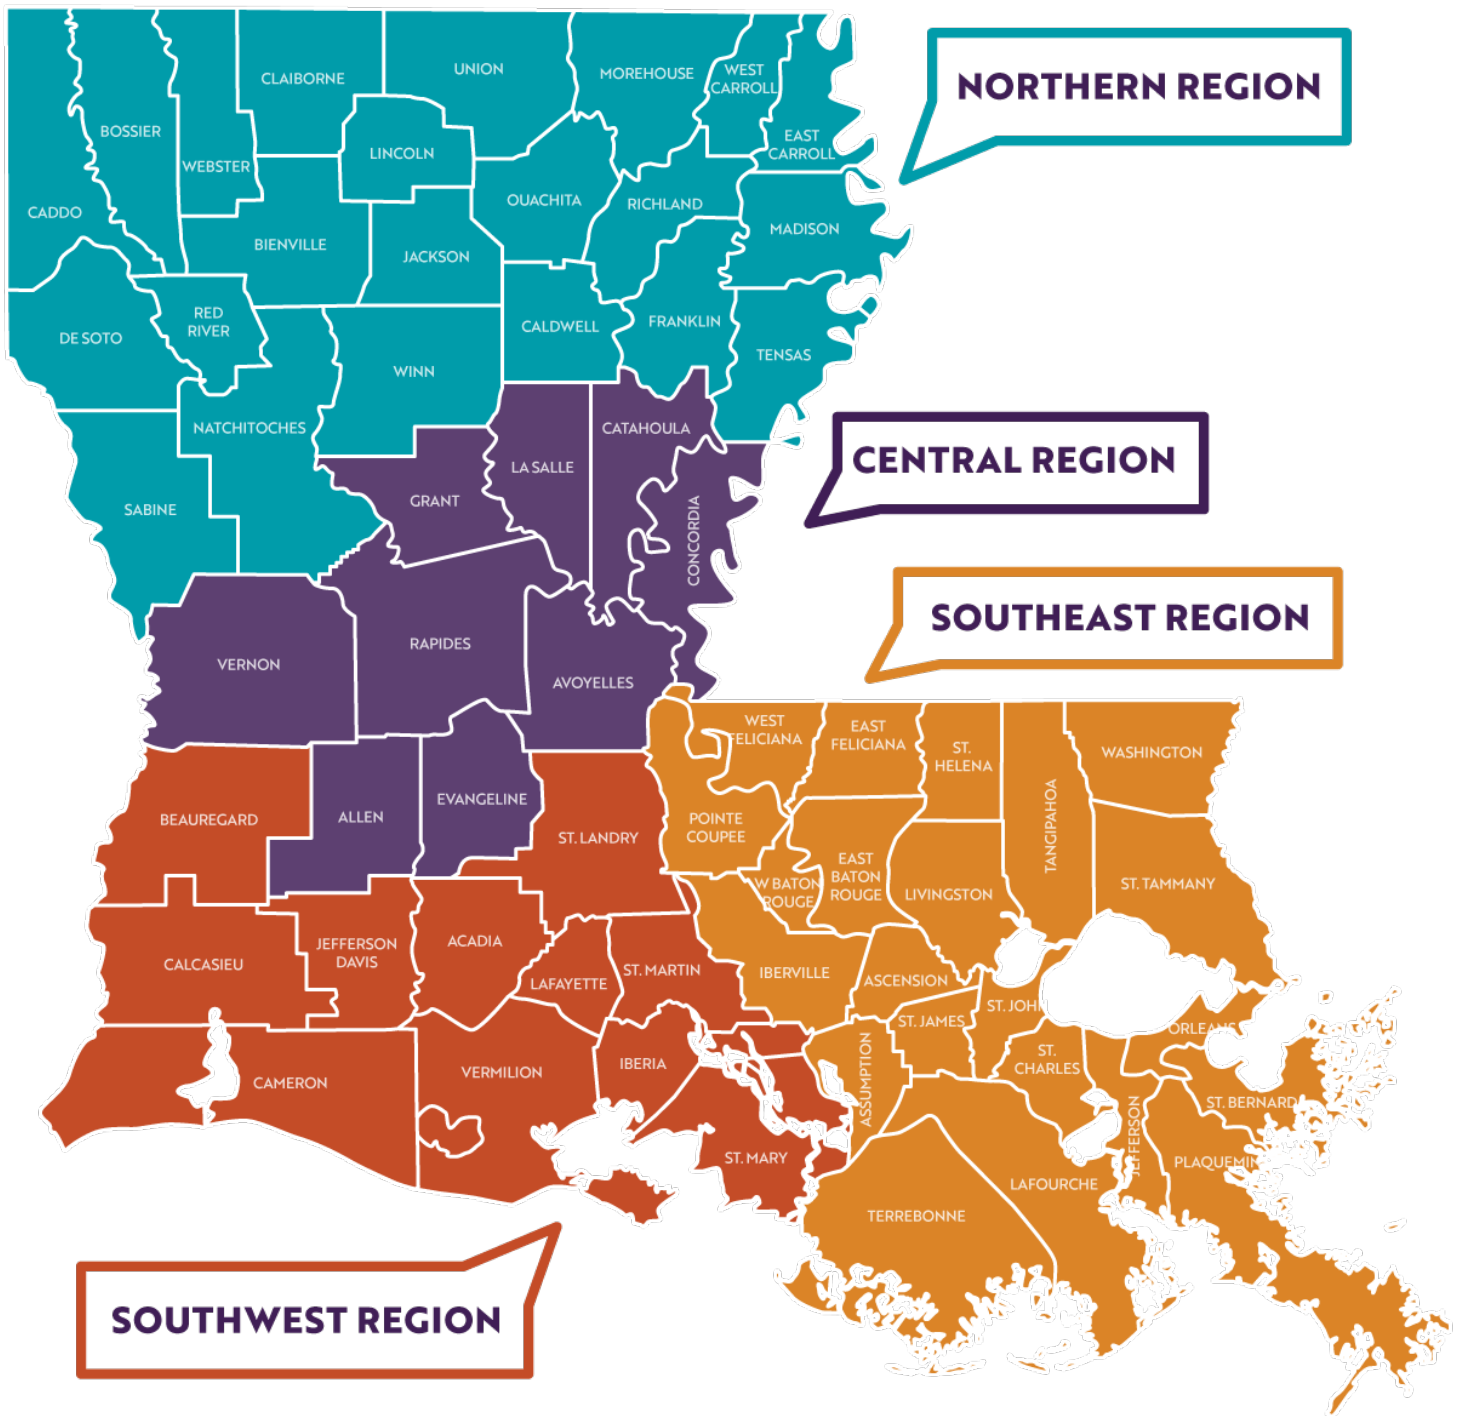 NORTHERN REGION
CLAIBORNE
UNION
MOREHOUSE
WEST
CARROLL
BOSSIER
WEBSTER
LINCOLN
EAST
CARROLL
CADDO
OUACHITA
RICHLAND
MADISON
BIENVILLE
JACKSON
DE SOTO
RED
RIVER
CALDWELL
FRANKLIN
TENSAS
WINN
NATCHITOCHES
SABINE
CENTRAL REGION
CATAHOULA
LA SALLE
GRANT
CONCORDIA
VERNON
RAPIDES
AVOYELLES
ALLEN
EVANGELINE
SOUTHEAST REGION
WEST
FELICIANA
EAST
FELICIANA
ST.
HELENA
TANGIPAHOA
WASHINGTON
POINTE
COUPEE
W BATON
ROUGE
EAST
BATON
ROUGE
LIVINGSTON
ST. TAMMANY
IBERVILLE
ASCENSION
ST. JAMES
ST. JOHN
ORLEANS
ASSUMPTION
ST.
CHARLES
JEFFERSON
ST. BERNARD
PLAQUEMIN
LAFOURCHE
TERREBONNE
BEAUREGARD
ST. LANDRY
CALCASIEU
JEFFERSON
DAVIS
ACADIA
LAFAYETTE
ST. MARTIN
CAMERON
VERMILION
IBERIA
ST. MARY
SOUTHWEST REGION